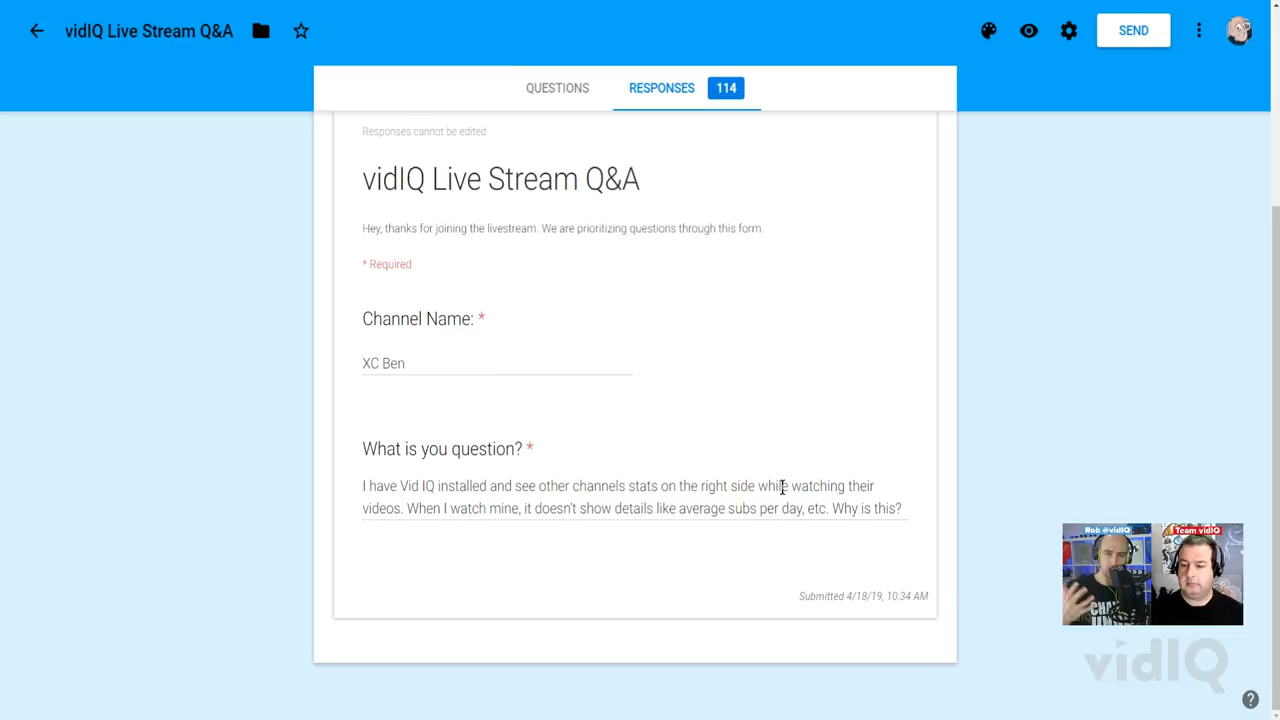 vidIQ Live Stream Q&A
SEND
QUESTIONS
RESPONSES 114
Responses cannot be edited
vidIQ Live Stream Q&A
Hey, thanks for joining the livestream. We are prioritizing questions through this form.
* Required
Channel Name: *
XC Ben
What is you question? *
I have Vid IQ installed and see other channels stats on the right side while watching their
videos. When I watch mine, it doesn't show details like average subs per day, etc. Why is this?
Submitted 4/18/19, 10:34 AM
Rob @vidIQ
Team vidIQ
vidIQ